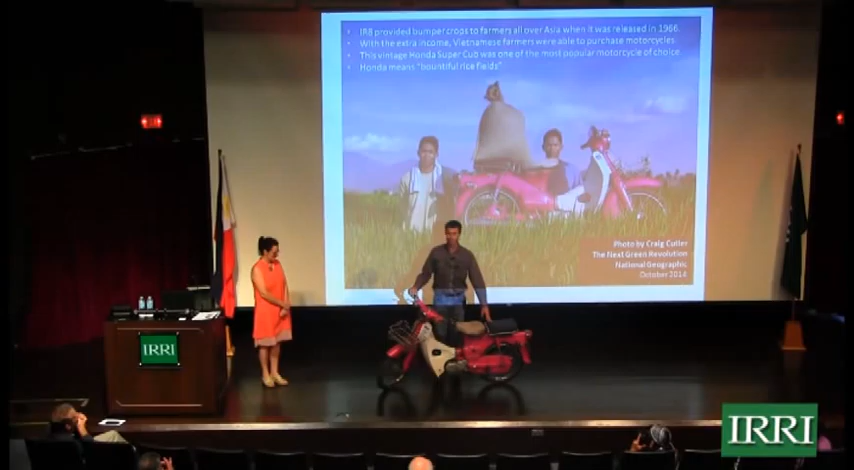 IR8 provided bumper crops to farmers all over Asia when it was released in 1966.
With the extra income, Vietnamese farmers were able to purchase motorcycles
This vintage Honda Super Cub was one of the most popular motorcycle of choice
Honda means "bountiful rice fields"
Photo by Craig Cutler
The Next Green Revolution
National Geographic
October 2014
IRRI
IRRI